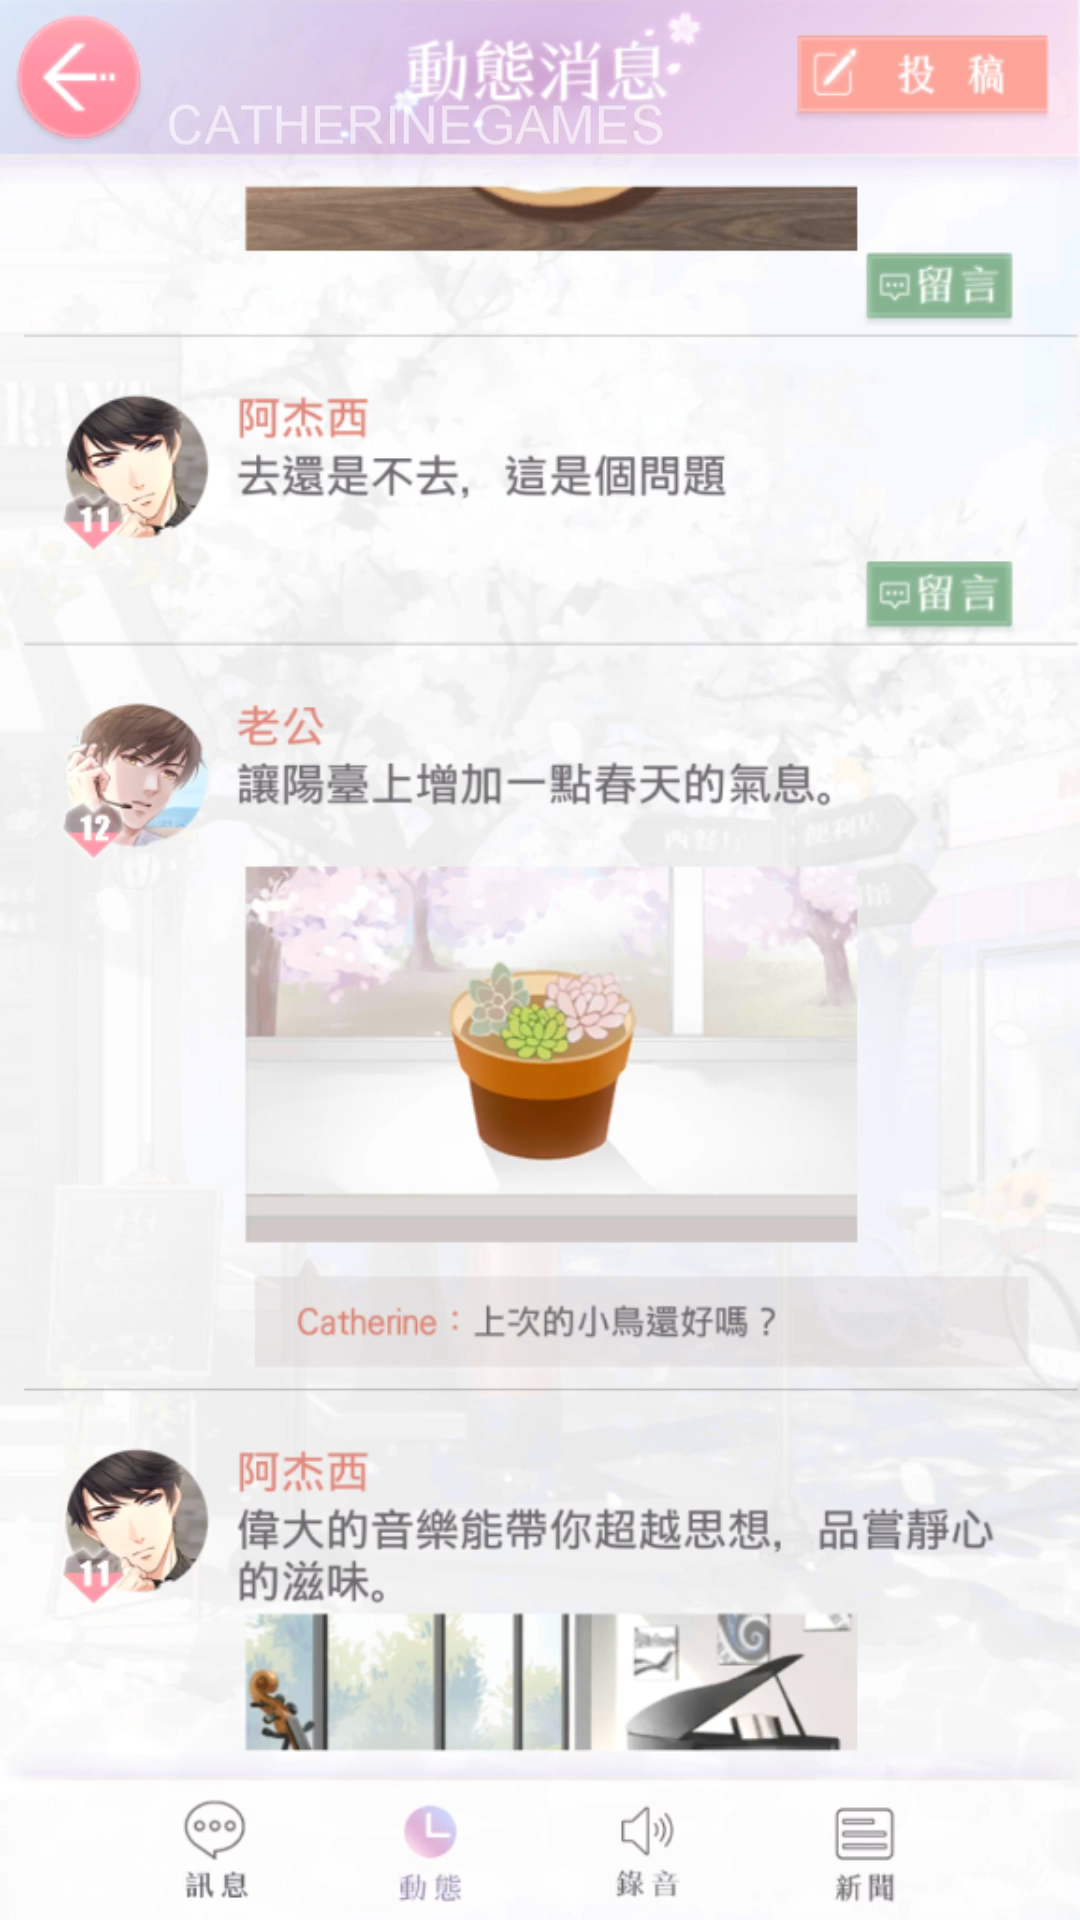 動態消息
投稿
CATHERINEGAMES
留言
阿杰西
去還是不去，這是個問題
11
留言
老公
讓陽臺上增加一點春天的氣息。
12
Catherine：上次的小鳥還好嗎？
阿杰西
偉大的音樂能帶你超越思想，品嘗靜心
的滋味。
11
訊息
動態
錄音
新聞